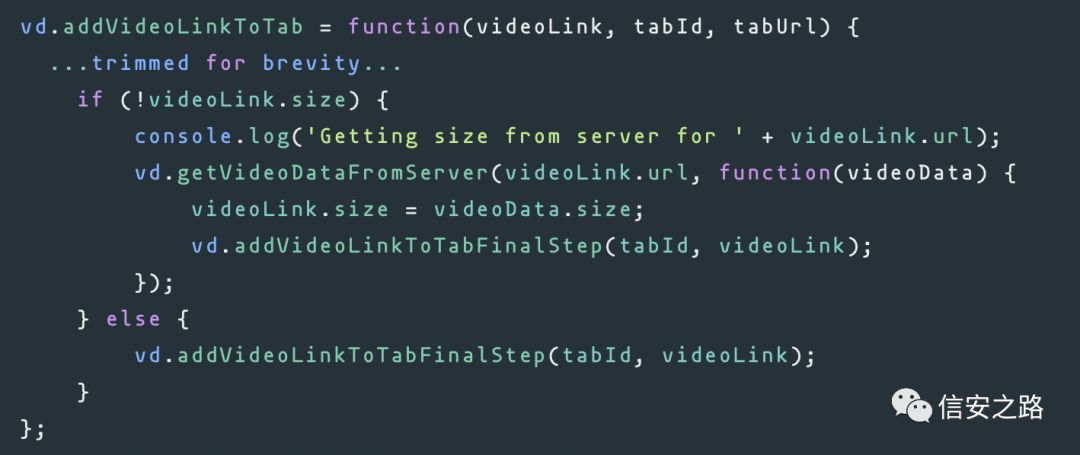 vd.addVideoLinkToTab = function(videoLink, tabId, tabUrl) {
...trimmed for brevity...
if (!videoLink.size) {
console.log('Getting size from server for ' + videoLink.url);
vd.getVideoDataFromServer(videoLink.url, function(videoData) {
videoLink.size = videoData.size;
vd.addVideoLinkToTabFinalStep(tabId, videoLink);
});
} else {
vd.addVideoLinkToTabFinalStep(tabId, videoLink);
}
信安之路
};